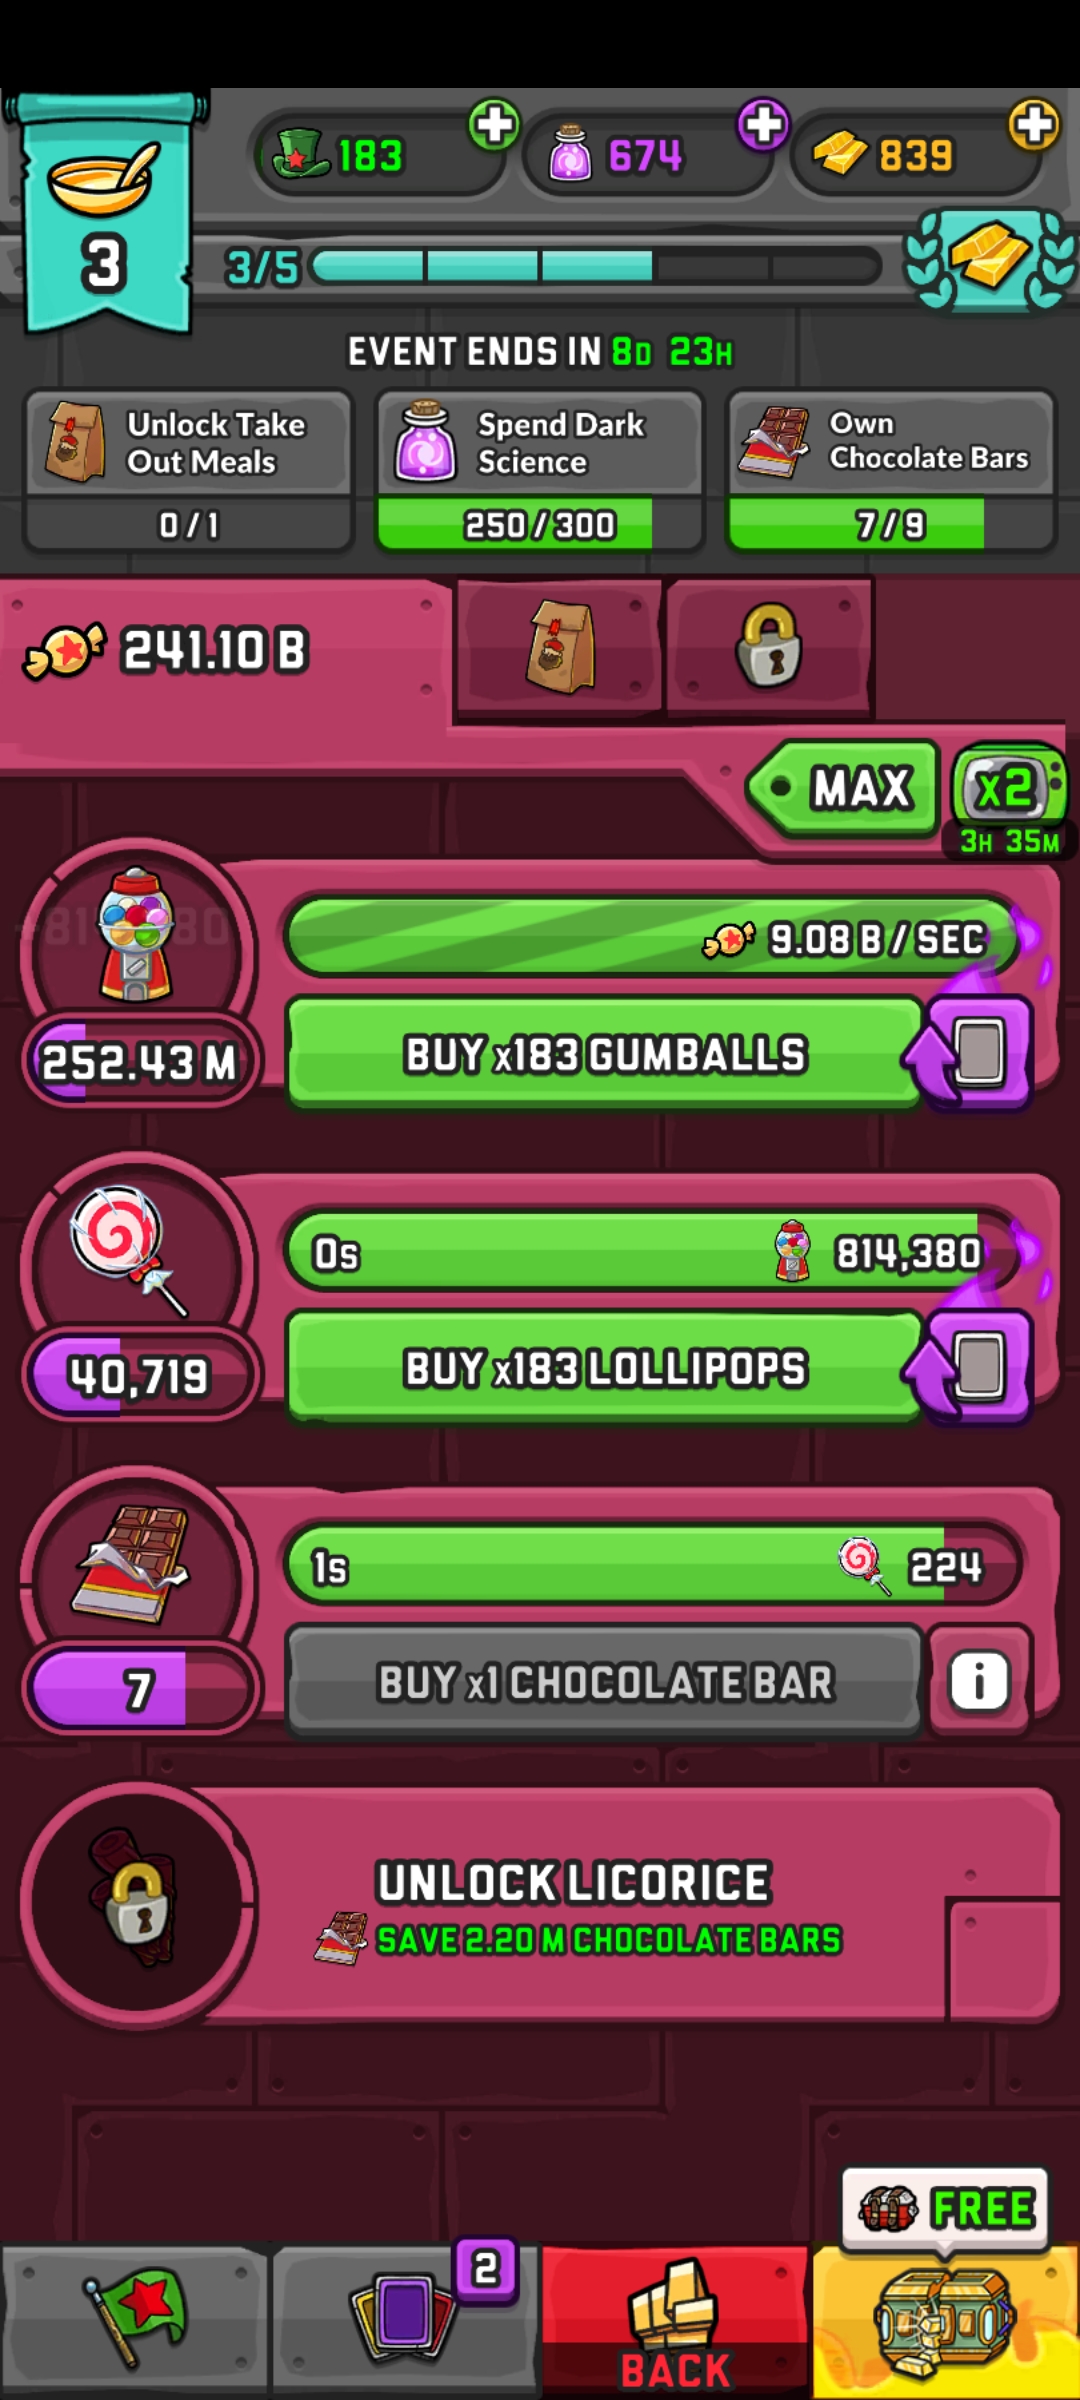 183
674
839
3
3/5
EVENT ENDS IN 8D 23H
Unlock Take
Out Meals
0/1
Spend Dark
Science
250/300
Own
Chocolate Bars
7/9
241.10 B
MAX
x2
3H 35M
9.08 B / SEC
252.43 M
BUY x183 GUMBALLS
0s
814,380
40,719
BUY x183 LOLLIPOPS
1s
224
7
BUY x1 CHOCOLATE BAR
i
UNLOCK LICORICE
SAVE 2.20 M CHOCOLATE BARS
FREE
2
BACK